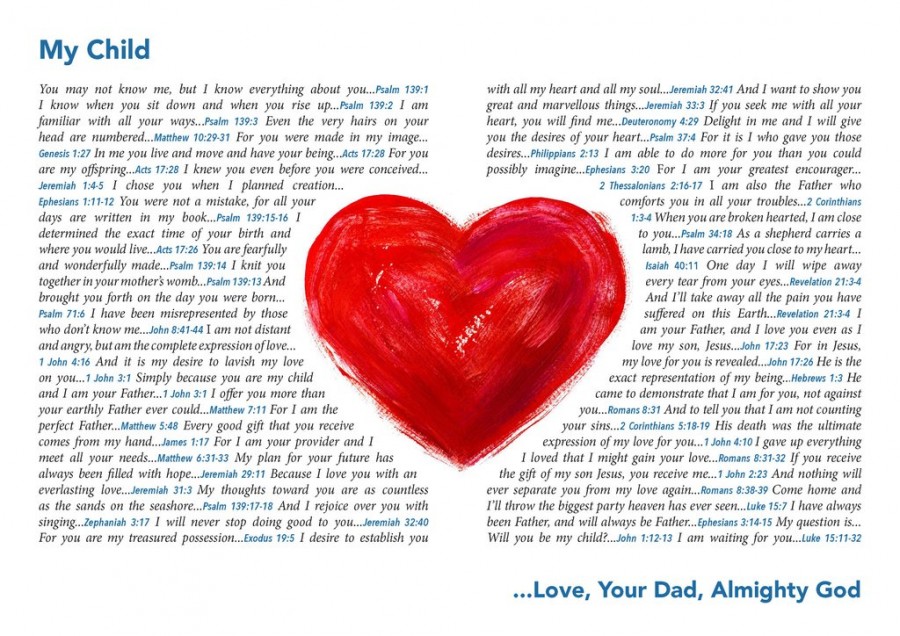 My Child
You may not know me, but I know everything about you...Psalm 139:1
I know when you sit down and when you rise up...Psalm 139:2 I am
familiar with all your ways...Psalm 139:3 Even the very hairs on your
head are numbered...Matthew 10:29-31 For you were made in my image...
Genesis 1:27 In me you live and move and have your being...Acts 17:28 For you
are my offspring...Acts 17:28 I knew you even before you were conceived...
Jeremiah 1:4-5 I chose you when I planned creation...
Ephesians 1:11-12 You were not a mistake, for all your
days are written in my book...Psalm 139:15-16 I
determined the exact time of your birth and
where you would live...Acts 17:26 You are fearfully
and wonderfully made...Psalm 139:14 I knit you
together in your mother's womb...Psalm 139:13 And
brought you forth on the day you were born...
Psalm 71:6 I have been misrepresented by those
who don't know me...John 8:41-44 I am not distant
and angry, but am the complete expression of love...
1 John 4:16 And it is my desire to lavish my love
on you...1 John 3:1 Simply because you are my child
and I am your Father...1 John 3:1 I offer you more than
your earthly Father ever could...Matthew 7:11 For I am the
perfect Father...Matthew 5:48 Every good gift that you receive
comes from my hand...James 1:17 For I am your provider and I
meet all your needs...Matthew 6:31-33 My plan for your future has
always been filled with hope...Jeremiah 29:11 Because I love you with an
everlasting love...Jeremiah 31:3 My thoughts toward you are as countless
as the sands on the seashore...Psalm 139:17-18 And I rejoice over you with
singing...Zephaniah 3:17 I will never stop doing good to you...Jeremiah 32:40
For you are my treasured possession...Exodus 19:5 I desire to establish you
with all my heart and all my soul...Jeremiah 32:41 And I want to show you
great and marvellous things...Jeremiah 33:3 If you seek me with all your
heart, you will find me...Deuteronomy 4:29 Delight in me and I will give
you the desires of your heart...Psalm 37:4 For it is I who gave you those
desires...Philippians 2:13 I am able to do more for you than you could
possibly imagine...Ephesians 3:20 For I am your greatest encourager...
2 Thessalonians 2:16-17 I am also the Father who
comforts you in all your troubles...2 Corinthians
1:3-4 When you are broken hearted, I am close
to you...Psalm 34:18 As a shepherd carries a
lamb, I have carried you close to my heart...
Isaiah 40:11 One day I will wipe away
every tear from your eyes...Revelation 21:3-4
And I'll take away all the pain you have
suffered on this Earth...Revelation 21:3-4 I
am your Father, and I love you even as I
love my son, Jesus...John 17:23 For in Jesus,
my love for you is revealed...John 17:26 He is the
exact representation of my being...Hebrews 1:3 He
came to demonstrate that I am for you, not against
you...Romans 8:31 And to tell you that I am not counting
your sins...2 Corinthians 5:18-19 His death was the ultimate
expression of my love for you...1 John 4:10 I gave up everything
I loved that I might gain your love...Romans 8:31-32 If you receive
the gift of my son Jesus, you receive me...1 John 2:23 And nothing will
ever separate you from my love again...Romans 8:38-39 Come home and
I'll throw the biggest party heaven has ever seen...Luke 15:7 I have always
been Father, and will always be Father...Ephesians 3:14-15 My question is...
Will you be my child?...John 1:12-13 I am waiting for you...Luke 15:11-32
...Love, Your Dad, Almighty God